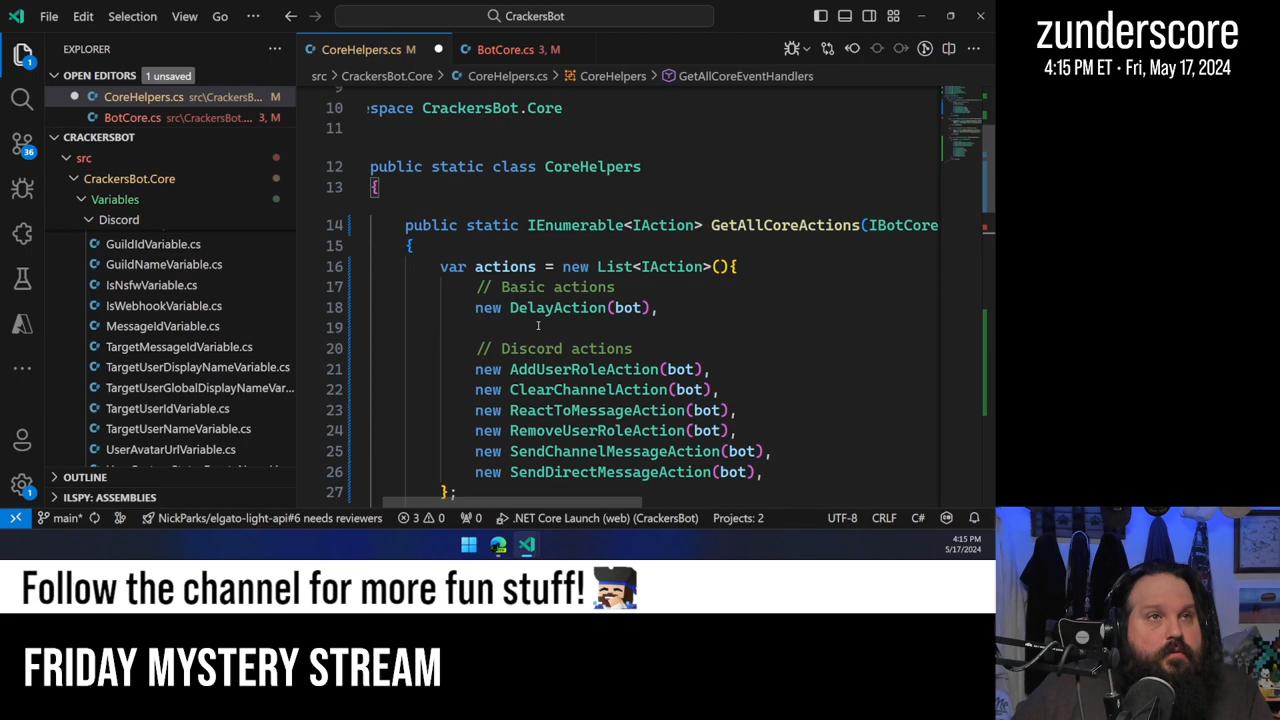 File Edit Selection View Go ··· CrackersBot
zunderscore
4:15 PM ET · Fri, May 17, 2024
EXPLORER ···
CoreHelpers.cs M
BotCore.cs 3, M
OPEN EDITORS 1 unsaved
CoreHelpers.cs src\CrackersB... M
BotCore.cs src\CrackersBot.... 3, M
CRACKERSBOT
src
CrackersBot.Core
Variables
Discord
GuildIdVariable.cs
GuildNameVariable.cs
IsNsfwVariable.cs
IsWebhookVariable.cs
MessageIdVariable.cs
TargetMessageIdVariable.cs
TargetUserDisplayNameVariable.cs
TargetUserGlobalDisplayNameVar...
TargetUserIdVariable.cs
TargetUserNameVariable.cs
UserAvatarUrlVariable.cs
OUTLINE
ILSPY: ASSEMBLIES
src > CrackersBot.Core > CoreHelpers.cs > CoreHelpers > GetAllCoreEventHandlers
10 espace CrackersBot.Core
11
12 public static class CoreHelpers
13 {
14 public static IEnumerable<IAction> GetAllCoreActions(IBotCore
15 {
16 var actions = new List<IAction>(){
17 // Basic actions
18 new DelayAction(bot),
19
20 // Discord actions
21 new AddUserRoleAction(bot),
22 new ClearChannelAction(bot),
23 new ReactToMessageAction(bot),
24 new RemoveUserRoleAction(bot),
25 new SendChannelMessageAction(bot),
26 new SendDirectMessageAction(bot),
27 };
main* NickParks/elgato-light-api#6 needs reviewers 3 0 0 .NET Core Launch (web) (CrackersBot) Projects: 2 UTF-8 CRLF C#
4:15 PM
5/17/2024
Follow the channel for more fun stuff!
FRIDAY MYSTERY STREAM